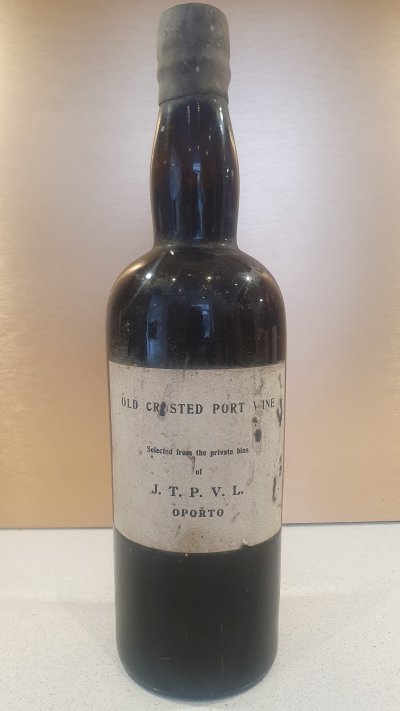 OLD CRUSTED PORT WINE
Selected from the private bins
of
J. T. P. V. L.
OPORTO